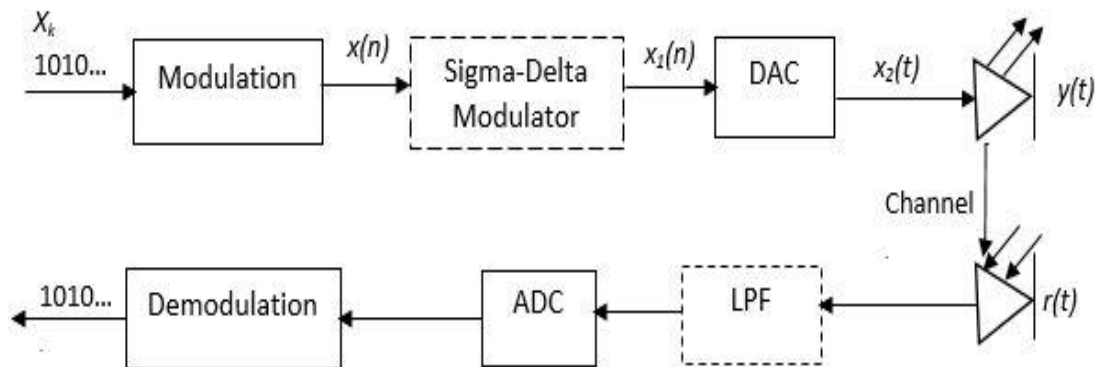 Xk
1010...
Modulation
x(n)
Sigma-Delta
Modulator
x1(n)
DAC
x2(t)
y(t)
Channel
1010...
Demodulation
ADC
LPF
r(t)